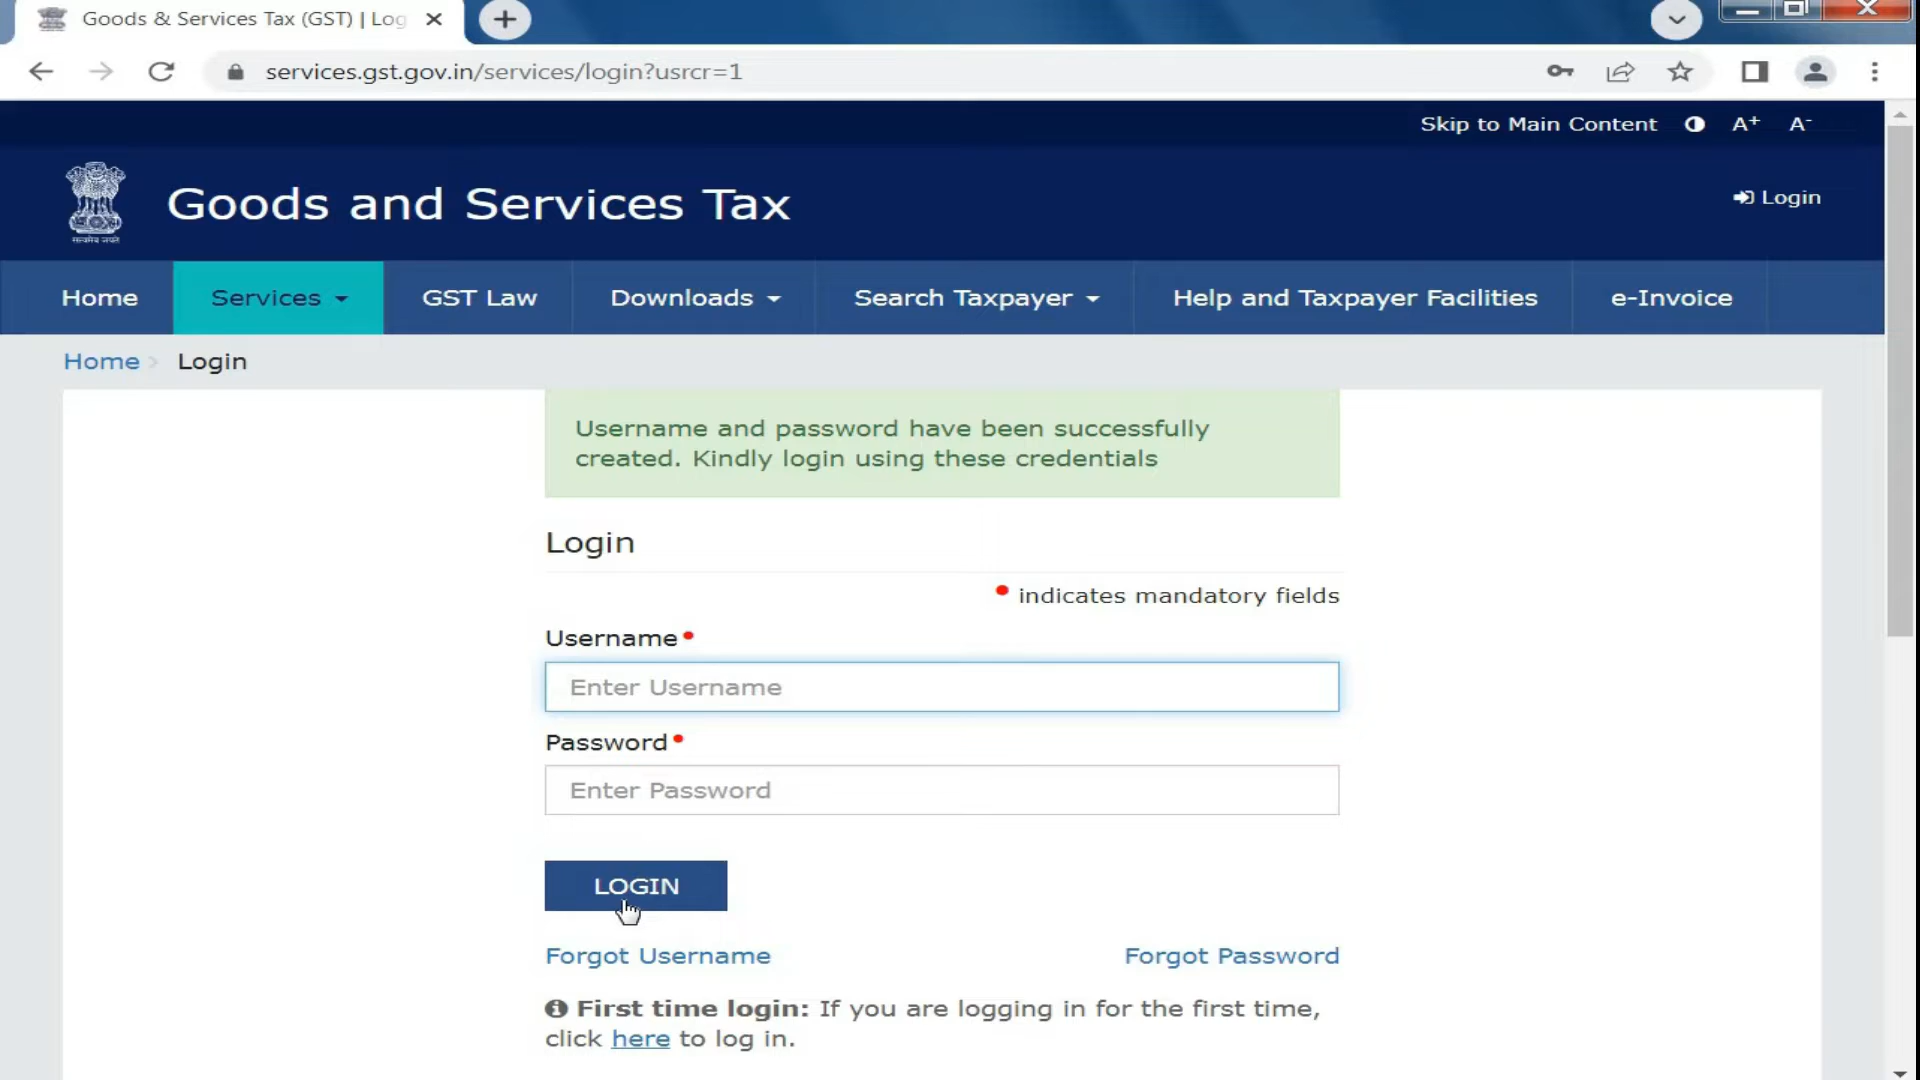 Goods & Services Tax (GST) | Log
services.gst.gov.in/services/login?usrcr=1
Skip to Main Content A+ A-
सत्यमेव जयते
Goods and Services Tax
Login
Home Services GST Law Downloads Search Taxpayer Help and Taxpayer Facilities e-Invoice
Home > Login
Username and password have been successfully
created. Kindly login using these credentials
Login
• indicates mandatory fields
Username•
Enter Username
Password•
Enter Password
LOGIN
Forgot Username Forgot Password
First time login: If you are logging in for the first time,
click here to log in.